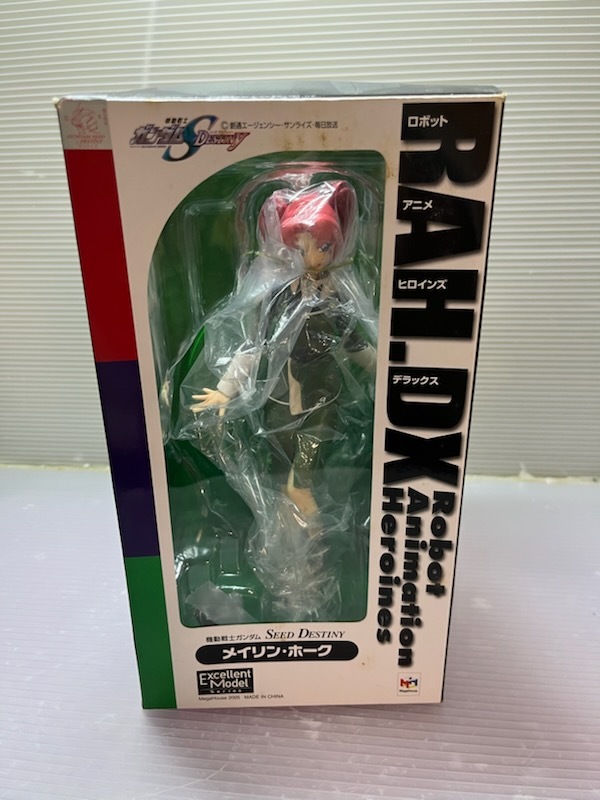 機動戦士
ガンダムSEED DESTINY
©創通エージェンシー・サンライズ・毎日放送
RAH.DX
ロボット
アニメ
ヒロインズ
デラックス
Robot
Animation
Heroines
機動戦士ガンダム SEED DESTINY
メイリン・ホーク
Excellent
Model
Series
MegaHouse 2005 MADE IN CHINA
MegaHouse